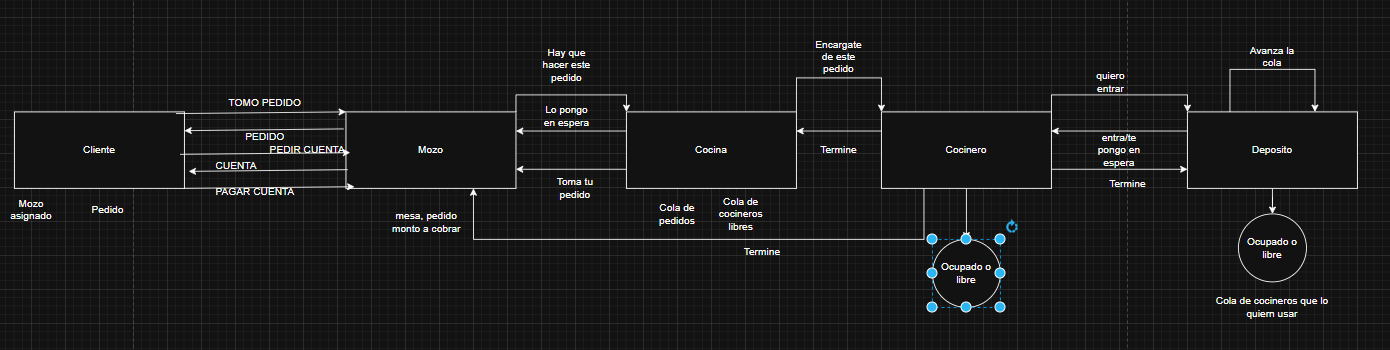 Encargate
de este
pedido
Avanza la
cola
Hay que
hacer este
pedido
quiero
entrar
TOMO PEDIDO
Lo pongo
en espera
PEDIDO
PEDIR CUENTA
entra/te
pongo en
espera
Cliente
Mozo
Cocina
Termine
Cocinero
Deposito
CUENTA
Toma tu
pedido
Termine
PAGAR CUENTA
Mozo
asignado
Pedido
mesa, pedido
monto a cobrar
Cola de
pedidos
Cola de
cocineros
libres
Termine
Ocupado o
libre
Ocupado o
libre
Cola de cocineros que lo
quiern usar